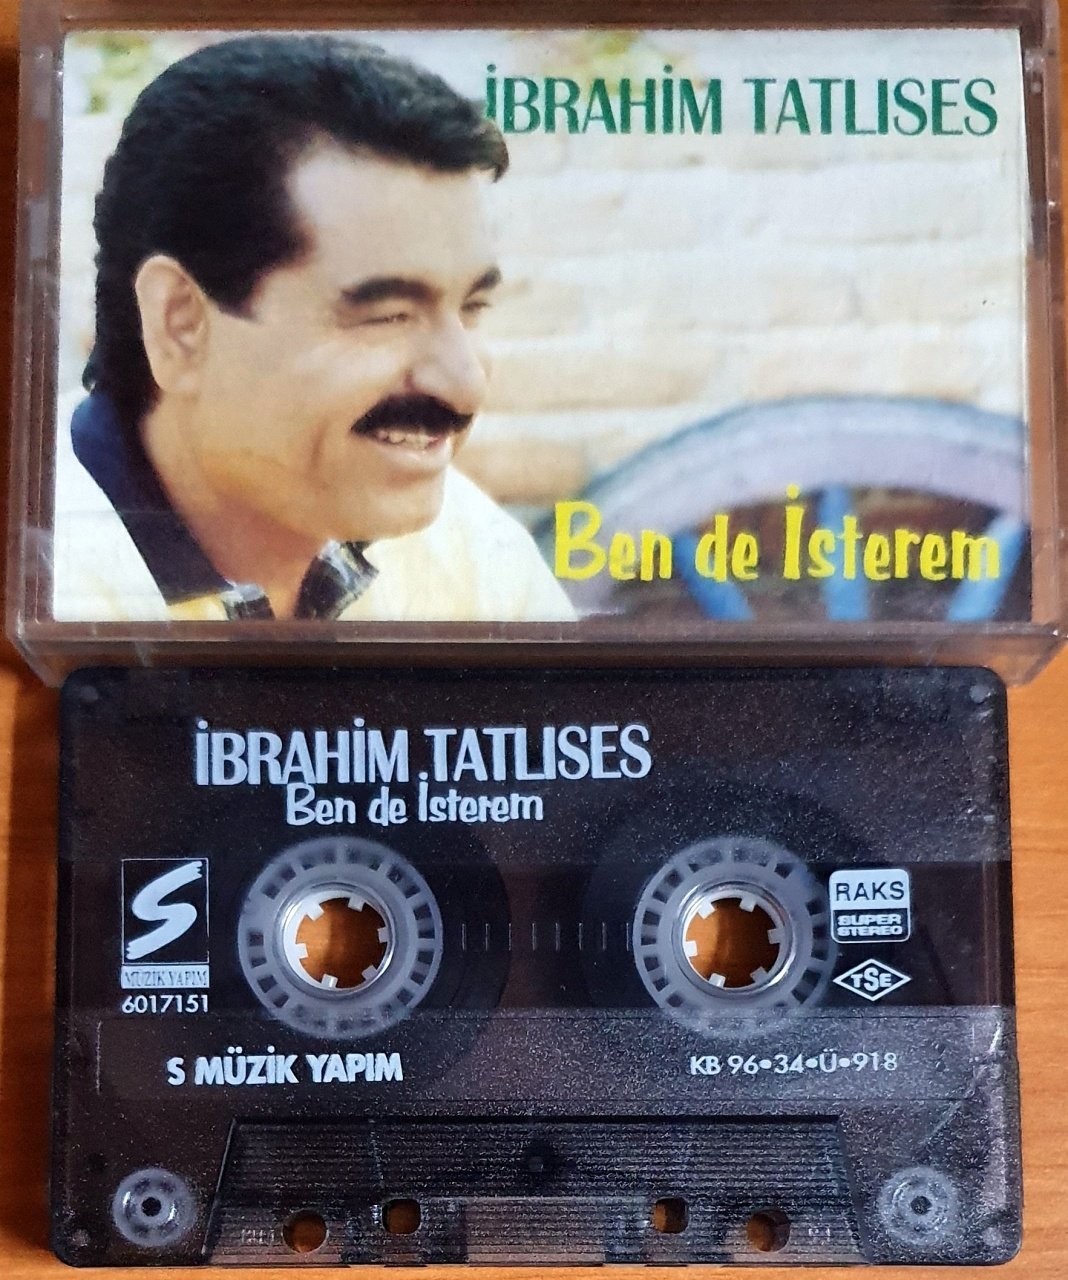 İBRAHİM TATLISES
Ben de İsterem
İBRAHİM TATLISES
Ben de İsterem
S
MÜZİK YAPIM
6017151
RAKS
SUPER
STEREO
TSE
S MÜZİK YAPIM
KB 96•34•Ü•918